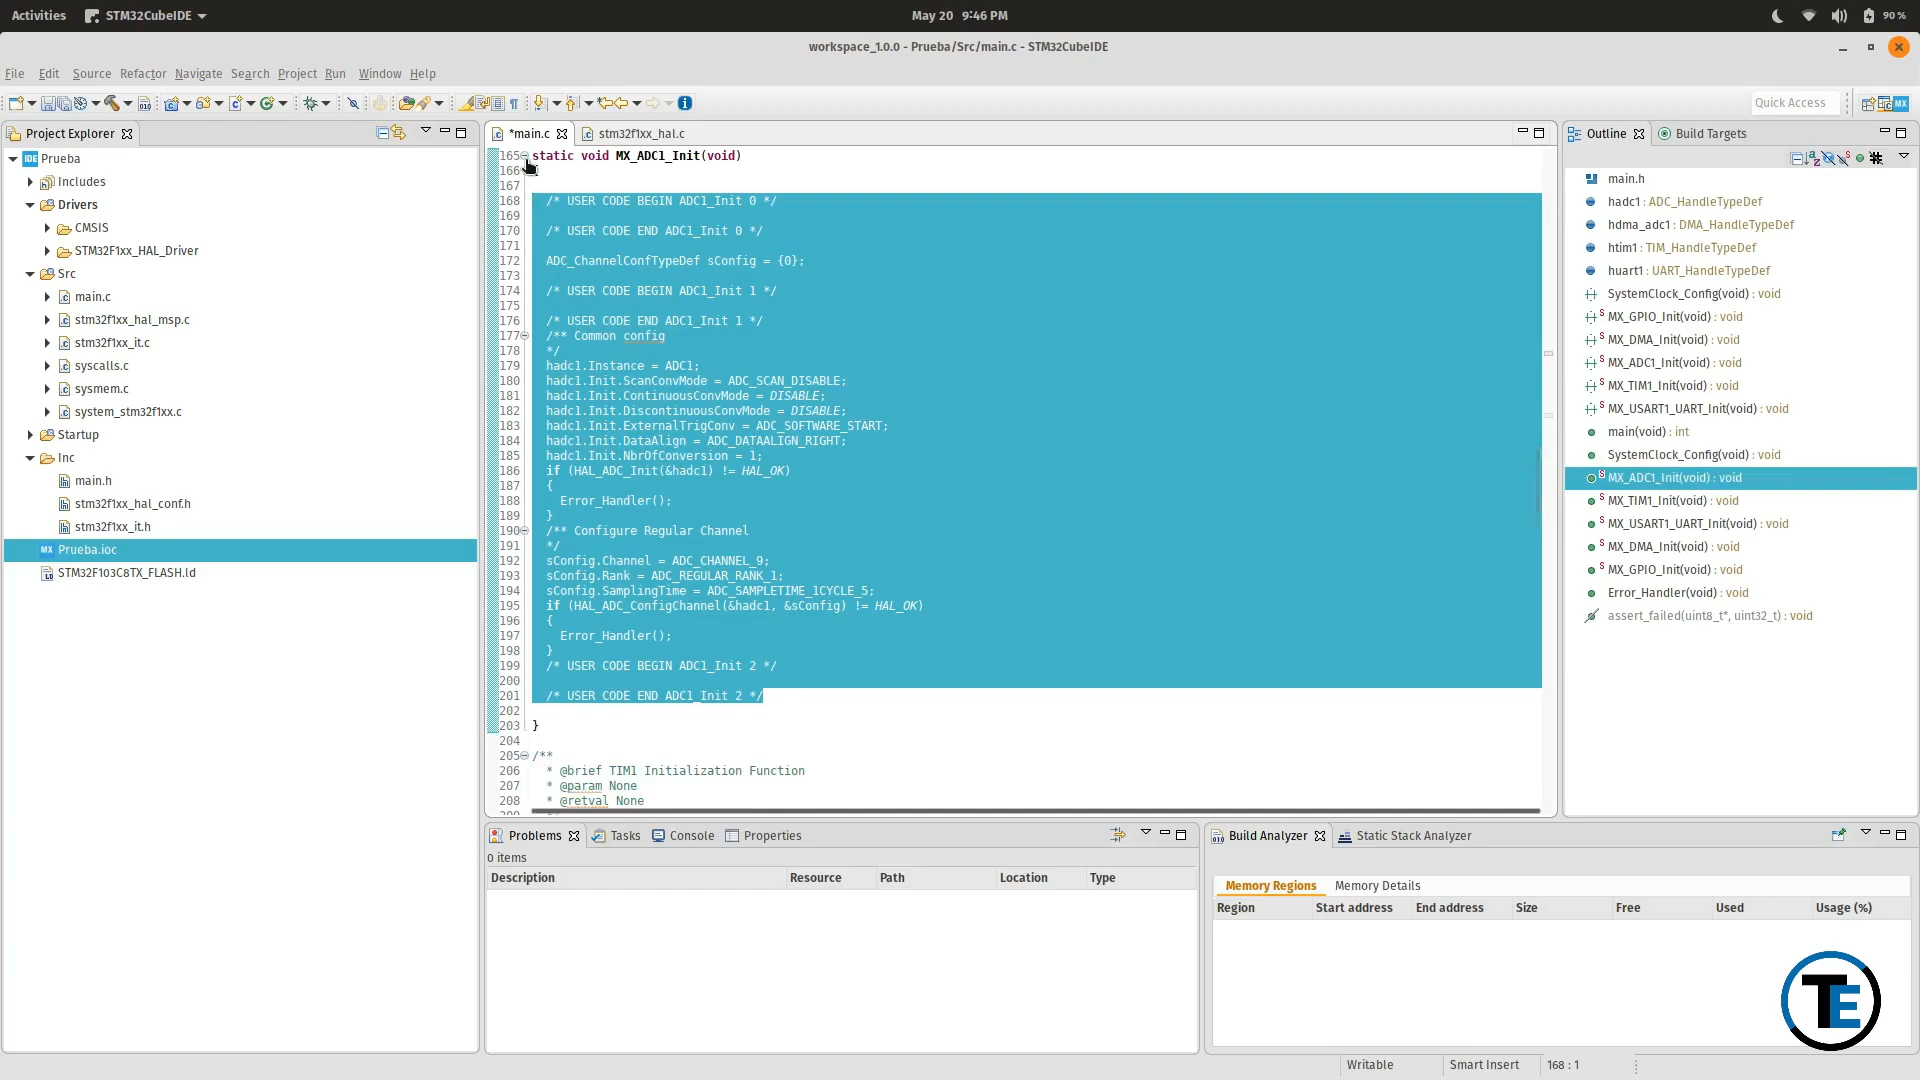 Activities
STM32CubeIDE
May 20 9:46 PM
90 %
workspace_1.0.0 - Prueba/Src/main.c - STM32CubeIDE
File Edit Source Refactor Navigate Search Project Run Window Help
Quick Access
Project Explorer
Prueba
Includes
Drivers
CMSIS
STM32F1xx_HAL_Driver
Src
main.c
stm32f1xx_hal_msp.c
stm32f1xx_it.c
syscalls.c
sysmem.c
system_stm32f1xx.c
Startup
Inc
main.h
stm32f1xx_hal_conf.h
stm32f1xx_it.h
Prueba.ioc
STM32F103C8TX_FLASH.ld
*main.c
stm32f1xx_hal.c
165 static void MX_ADC1_Init(void)
166
167
168 /* USER CODE BEGIN ADC1_Init 0 */
169
170 /* USER CODE END ADC1_Init 0 */
171
172 ADC_ChannelConfTypeDef sConfig = {0};
173
174 /* USER CODE BEGIN ADC1_Init 1 */
175
176 /* USER CODE END ADC1_Init 1 */
177 /** Common config
178 */
179 hadc1.Instance = ADC1;
180 hadc1.Init.ScanConvMode = ADC_SCAN_DISABLE;
181 hadc1.Init.ContinuousConvMode = DISABLE;
182 hadc1.Init.DiscontinuousConvMode = DISABLE;
183 hadc1.Init.ExternalTrigConv = ADC_SOFTWARE_START;
184 hadc1.Init.DataAlign = ADC_DATAALIGN_RIGHT;
185 hadc1.Init.NbrOfConversion = 1;
186 if (HAL_ADC_Init(&hadc1) != HAL_OK)
187 {
188 Error_Handler();
189 }
190 /** Configure Regular Channel
191 */
192 sConfig.Channel = ADC_CHANNEL_9;
193 sConfig.Rank = ADC_REGULAR_RANK_1;
194 sConfig.SamplingTime = ADC_SAMPLETIME_1CYCLE_5;
195 if (HAL_ADC_ConfigChannel(&hadc1, &sConfig) != HAL_OK)
196 {
197 Error_Handler();
198 }
199 /* USER CODE BEGIN ADC1_Init 2 */
200
201 /* USER CODE END ADC1_Init 2 */
202
203 }
204
205 /**
206 * @brief TIM1 Initialization Function
207 * @param None
208 * @retval None
Outline
Build Targets
main.h
hadc1 : ADC_HandleTypeDef
hdma_adc1 : DMA_HandleTypeDef
htim1 : TIM_HandleTypeDef
huart1 : UART_HandleTypeDef
SystemClock_Config(void) : void
MX_GPIO_Init(void) : void
MX_DMA_Init(void) : void
MX_ADC1_Init(void) : void
MX_TIM1_Init(void) : void
MX_USART1_UART_Init(void) : void
main(void) : int
SystemClock_Config(void) : void
MX_ADC1_Init(void) : void
MX_TIM1_Init(void) : void
MX_USART1_UART_Init(void) : void
MX_DMA_Init(void) : void
MX_GPIO_Init(void) : void
Error_Handler(void) : void
assert_failed(uint8_t*, uint32_t) : void
Problems Tasks Console Properties
0 items
Description Resource Path Location Type
Build Analyzer Static Stack Analyzer
Memory Regions Memory Details
Region Start address End address Size Free Used Usage (%)
TE
Writable Smart Insert 168 : 1